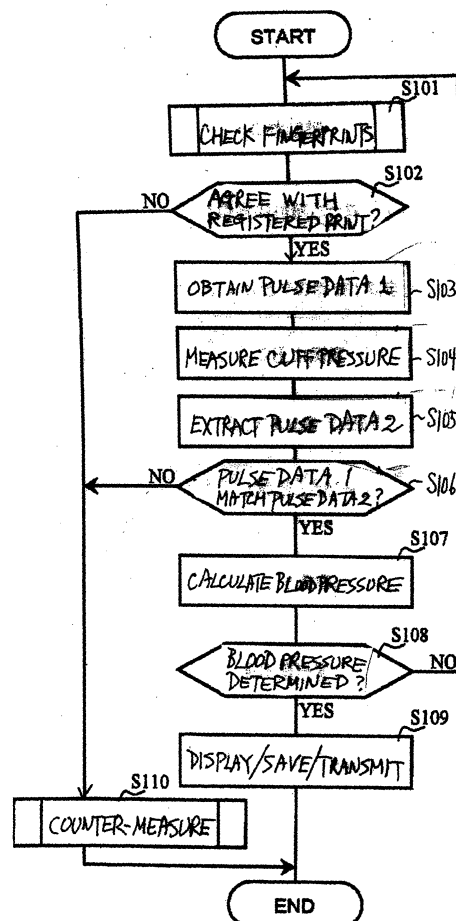 START
S101
CHECK FINGERPRINTS
S102
NO
AGREE WITH
REGISTERED PRINT?
YES
OBTAIN PULSE DATA 1
S103
MEASURE CUFF PRESSURE
S104
EXTRACT PULSE DATA 2
S105
NO
PULSE DATA 1
MATCH PULSE DATA 2?
S106
YES
S107
CALCULATE BLOOD PRESSURE
S108
BLOOD PRESSURE
DETERMINED?
NO
YES
S109
DISPLAY/SAVE/TRANSMIT
S110
COUNTER-MEASURE
END